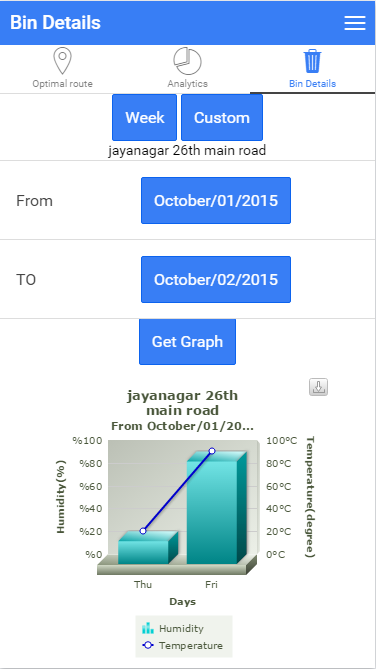 Bin Details
Optimal route
Analytics
Bin Details
Week
Custom
jayanagar 26th main road
From
October/01/2015
TO
October/02/2015
Get Graph
jayanagar 26th
main road
From October/01/20...
Humidity(%)
%100
%80
%60
%40
%20
%0
100°C
80°C
60°C
40°C
20°C
0°C
Temperature(degree)
Thu
Fri
Days
Humidity
Temperature